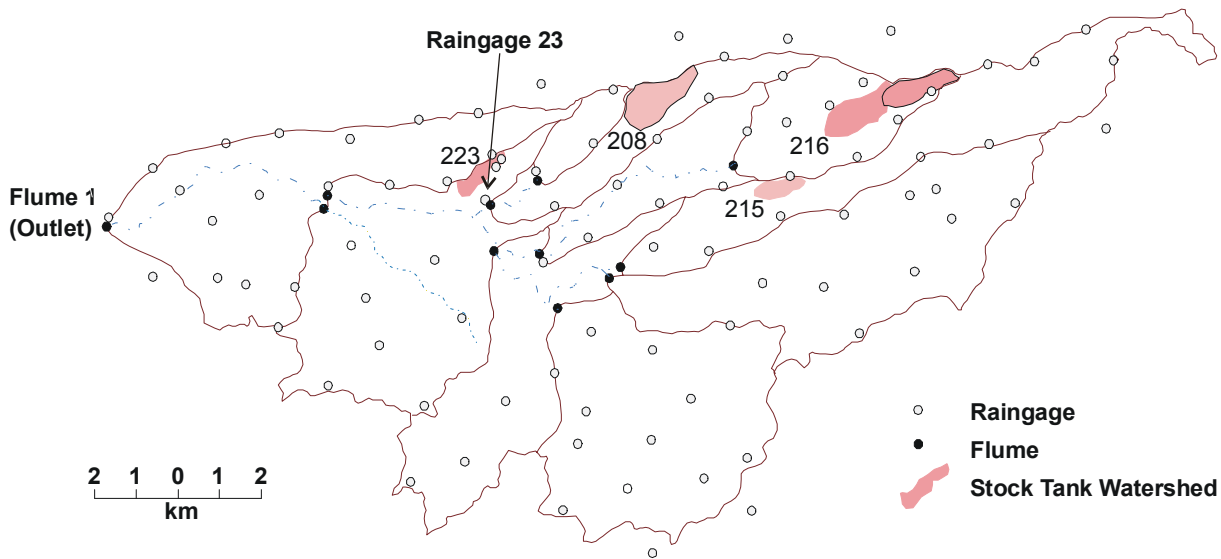 Raingage 23
208
223
216
215
Flume 1
(Outlet)
Raingage
Flume
Stock Tank Watershed
2 1 0 1 2
km